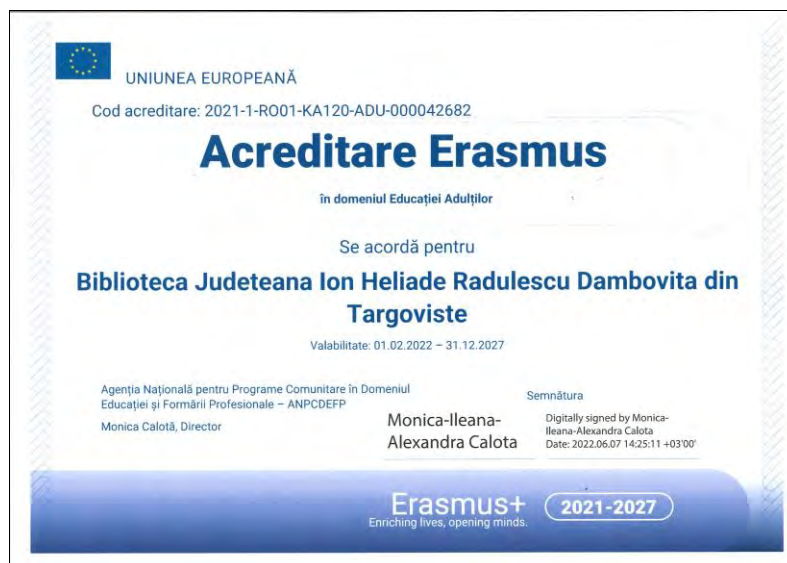 UNIUNEA EUROPEANĂ
Cod acreditare: 2021-1-RO01-KA120-ADU-000042682
Acreditare Erasmus
în domeniul Educației Adulților
Se acordă pentru
Biblioteca Judeteana Ion Heliade Radulescu Dambovita din
Targoviste
Valabilitate: 01.02.2022 – 31.12.2027
Agenția Națională pentru Programe Comunitare în Domeniul
Educației și Formării Profesionale – ANPCDEFP
Monica Calotă, Director
Semnătura
Monica-Ileana-
Alexandra Calota
Digitally signed by Monica-
Ileana-Alexandra Calota
Date: 2022.06.07 14:25:11 +03'00'
Erasmus+
Enriching lives, opening minds.
2021-2027